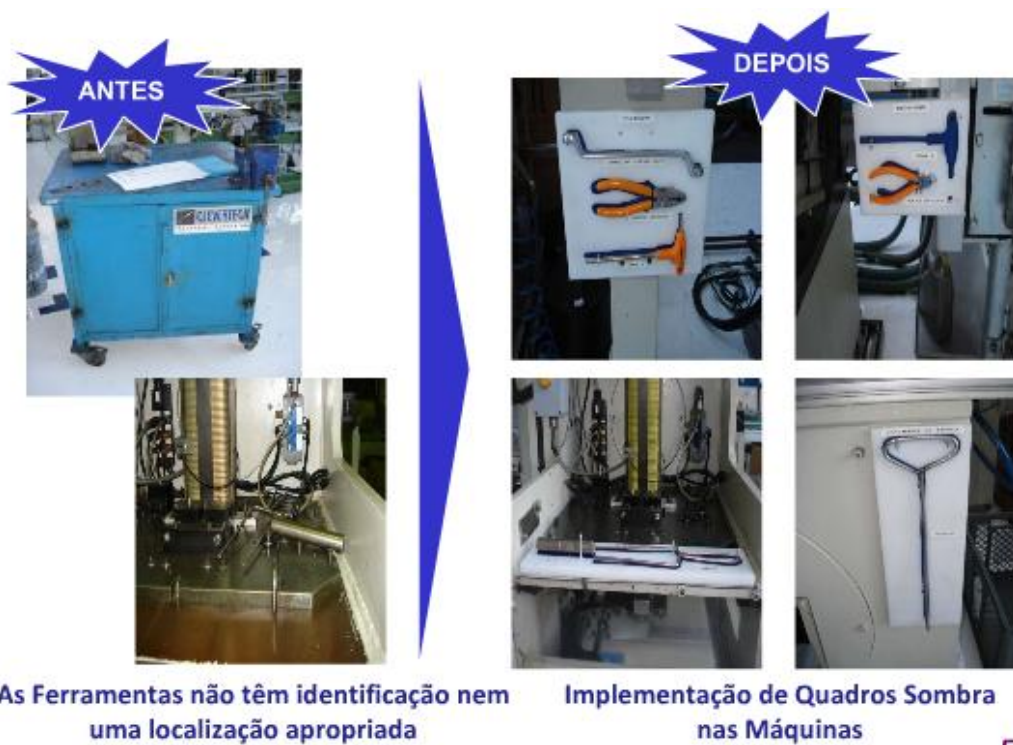 ANTES
DEPOIS
As Ferramentas não têm identificação nem
uma localização apropriada
Implementação de Quadros Sombra
nas Máquinas